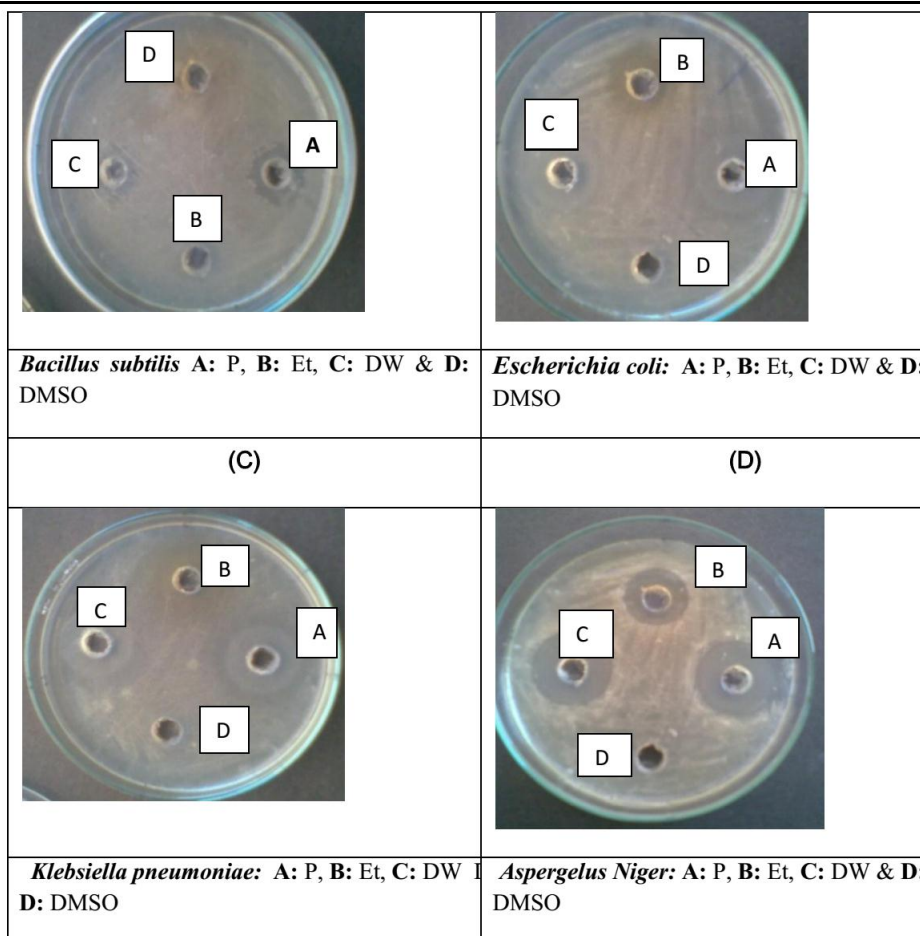 D
A
C
B
B
C
A
D
Bacillus subtilis A: P, B: Et, C: DW & D:
DMSO
Escherichia coli: A: P, B: Et, C: DW & D:
DMSO
(C)
(D)
B
C
A
D
B
C
A
D
Klebsiella pneumoniae: A: P, B: Et, C: DW
D: DMSO
Aspergelus Niger: A: P, B: Et, C: DW & D:
DMSO